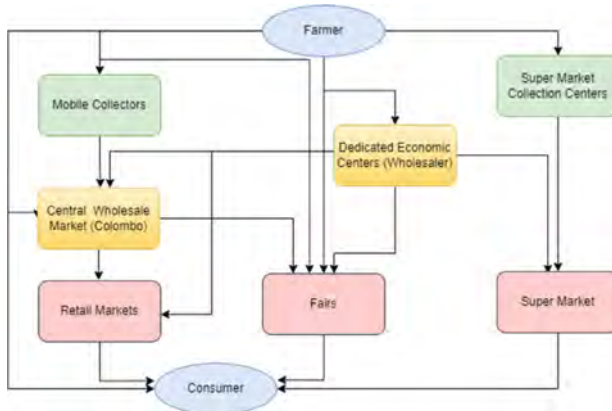 Farmer
Mobile Collectors
Super Market
Collection Centers
Dedicated Economic
Centers (Wholesaler)
Central Wholesale
Market (Colombo)
Retail Markets
Fairs
Super Market
Consumer